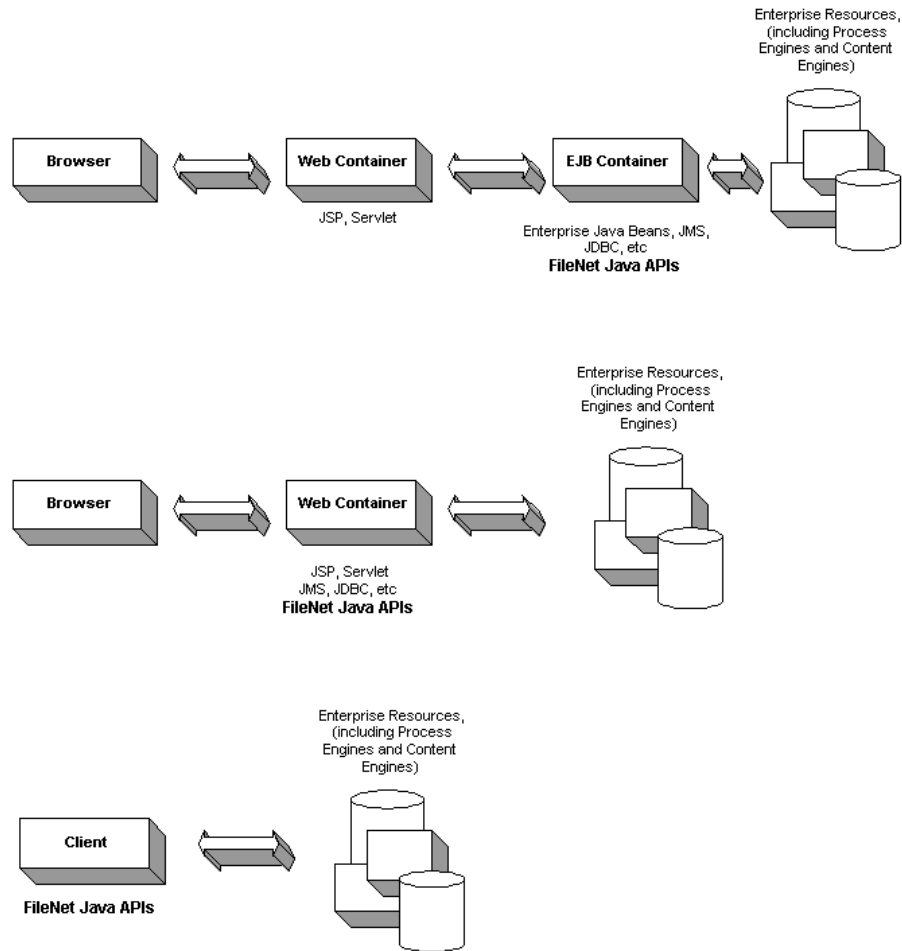 Enterprise Resources,
(including Process
Engines and Content
Engines)
Browser
Web Container
EJB Container
JSP, Servlet
Enterprise Java Beans, JMS,
JDBC, etc
FileNet Java APIs
Enterprise Resources,
(including Process
Engines and Content
Engines)
Browser
Web Container
JSP, Servlet
JMS, JDBC, etc
FileNet Java APIs
Enterprise Resources,
(including Process
Engines and Content
Engines)
Client
FileNet Java APIs